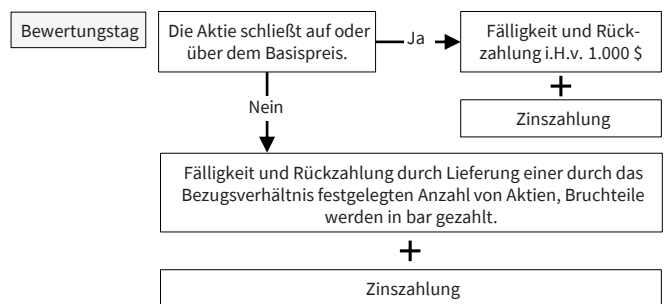 Bewertungstag
Die Aktie schließt auf oder
über dem Basispreis.
Ja
Fälligkeit und Rück-
zahlung i.H.v. 1.000 $
+
Zinszahlung
Nein
Fälligkeit und Rückzahlung durch Lieferung einer durch das
Bezugsverhältnis festgelegten Anzahl von Aktien, Bruchteile
werden in bar gezahlt.
+
Zinszahlung